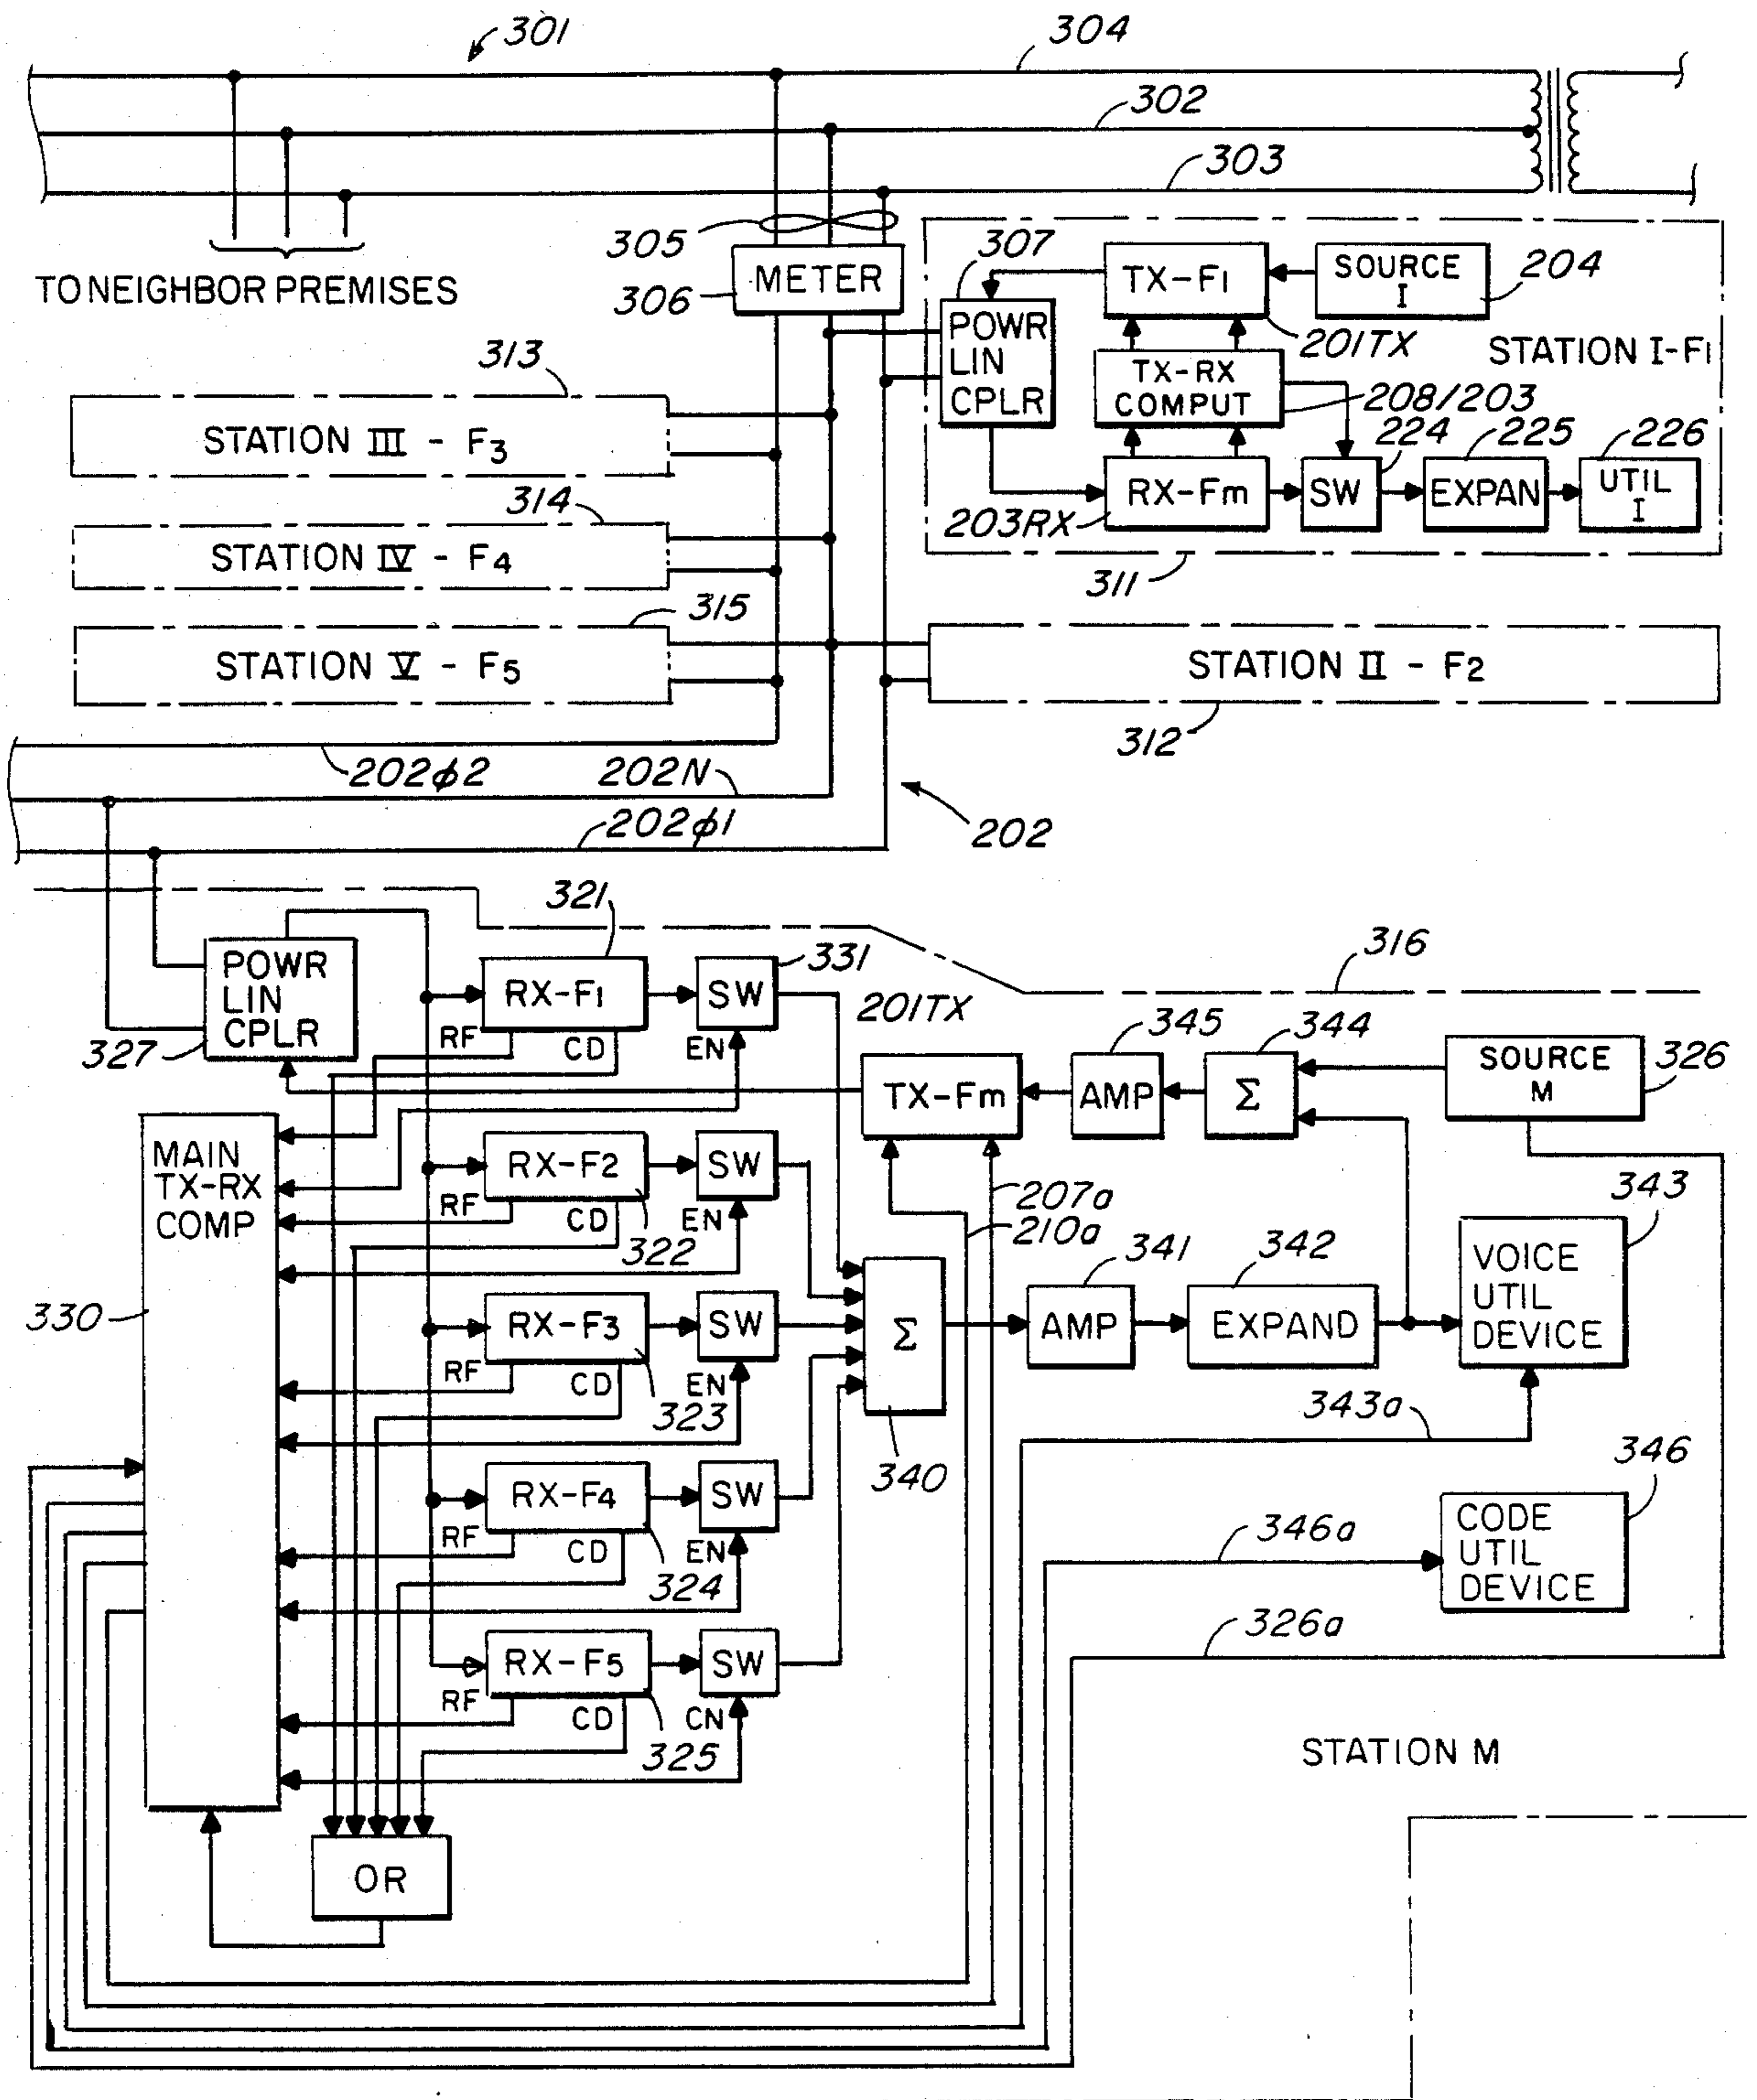 301
304
302
303
305
306
METER
TO NEIGHBOR PREMISES
307
POWR
LIN
CPLR
TX-F1
SOURCE
I
204
201TX
STATION I-F1
TX-RX
COMPUT
208/203
224
225
226
RX-Fm
SW
EXPAN
UTIL
I
203RX
311
313
STATION III - F3
314
STATION IV - F4
315
STATION V - F5
STATION II - F2
312
202ϕ2
202N
202ϕ1
202
321
331
316
POWR
LIN
CPLR
327
RX-F1
SW
RF
CD
EN
201TX
345
344
TX-Fm
AMP
Σ
SOURCE
M
326
MAIN
TX-RX
COMP
330
RX-F2
SW
RF
CD
EN
322
207a
210a
341
342
343
RX-F3
SW
RF
CD
EN
323
Σ
340
AMP
EXPAND
VOICE
UTIL
DEVICE
343a
346
RX-F4
SW
RF
CD
EN
324
346a
CODE
UTIL
DEVICE
326a
RX-F5
SW
RF
CD
CN
325
STATION M
OR